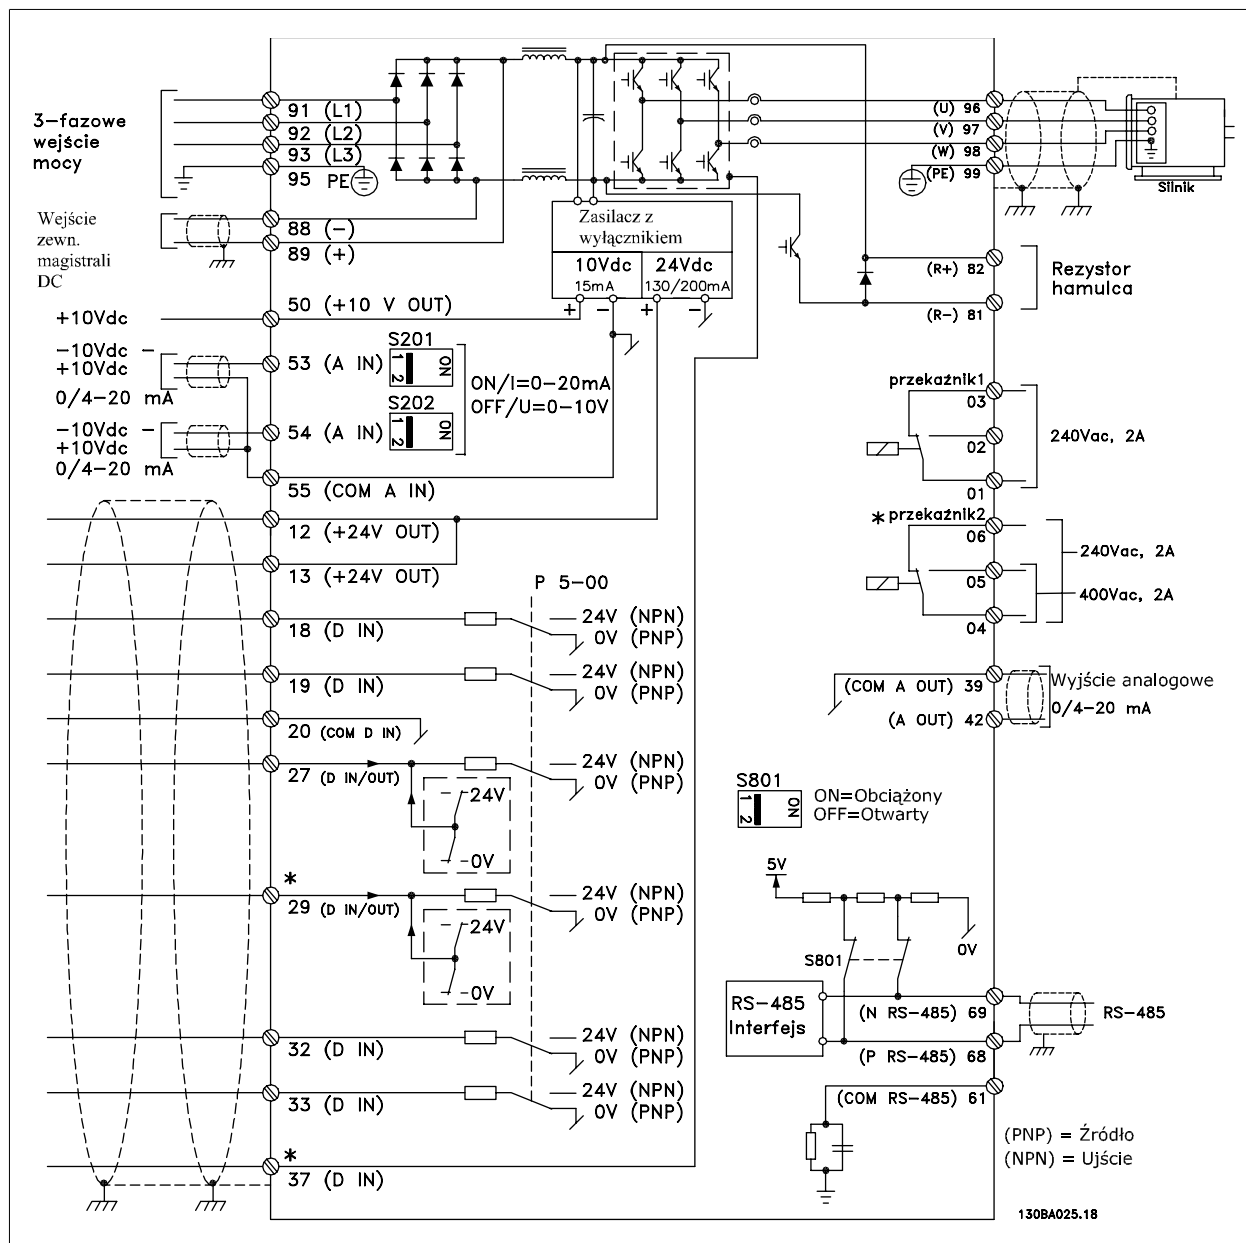 3-fazowe
wejście
mocy
91 (L1)
92 (L2)
93 (L3)
95 PE
Wejście
zewn.
magistrali
DC
88 (-)
89 (+)
Zasilacz z
wyłącznikiem
10Vdc
15mA
24Vdc
130/200mA
+ - + -
(U) 96
(V) 97
(W) 98
(PE) 99
Silnik
(R+) 82
(R-) 81
Rezystor
hamulca
+10Vdc
50 (+10 V OUT)
-10Vdc -
+10Vdc
0/4-20 mA
53 (A IN)
S201
1 2 ON
ON/I=0-20mA
OFF/U=0-10V
S202
1 2 ON
-10Vdc -
+10Vdc
0/4-20 mA
54 (A IN)
55 (COM A IN)
12 (+24V OUT)
13 (+24V OUT)
P 5-00
18 (D IN)
24V (NPN)
0V (PNP)
19 (D IN)
24V (NPN)
0V (PNP)
20 (COM D IN)
27 (D IN/OUT)
24V (NPN)
0V (PNP)
24V
0V
*
29 (D IN/OUT)
24V (NPN)
0V (PNP)
24V
0V
32 (D IN)
24V (NPN)
0V (PNP)
33 (D IN)
24V (NPN)
0V (PNP)
*
37 (D IN)
przekaźnik1
03
02
01
240Vac, 2A
* przekaźnik2
06
05
04
240Vac, 2A
400Vac, 2A
(COM A OUT) 39
(A OUT) 42
Wyjście analogowe
0/4-20 mA
S801
1 2 ON
ON=Obciążony
OFF=Otwarty
5V
S801
0V
RS-485
Interfejs
(N RS-485) 69
(P RS-485) 68
RS-485
(COM RS-485) 61
(PNP) = Źródło
(NPN) = Ujście
130BA025.18